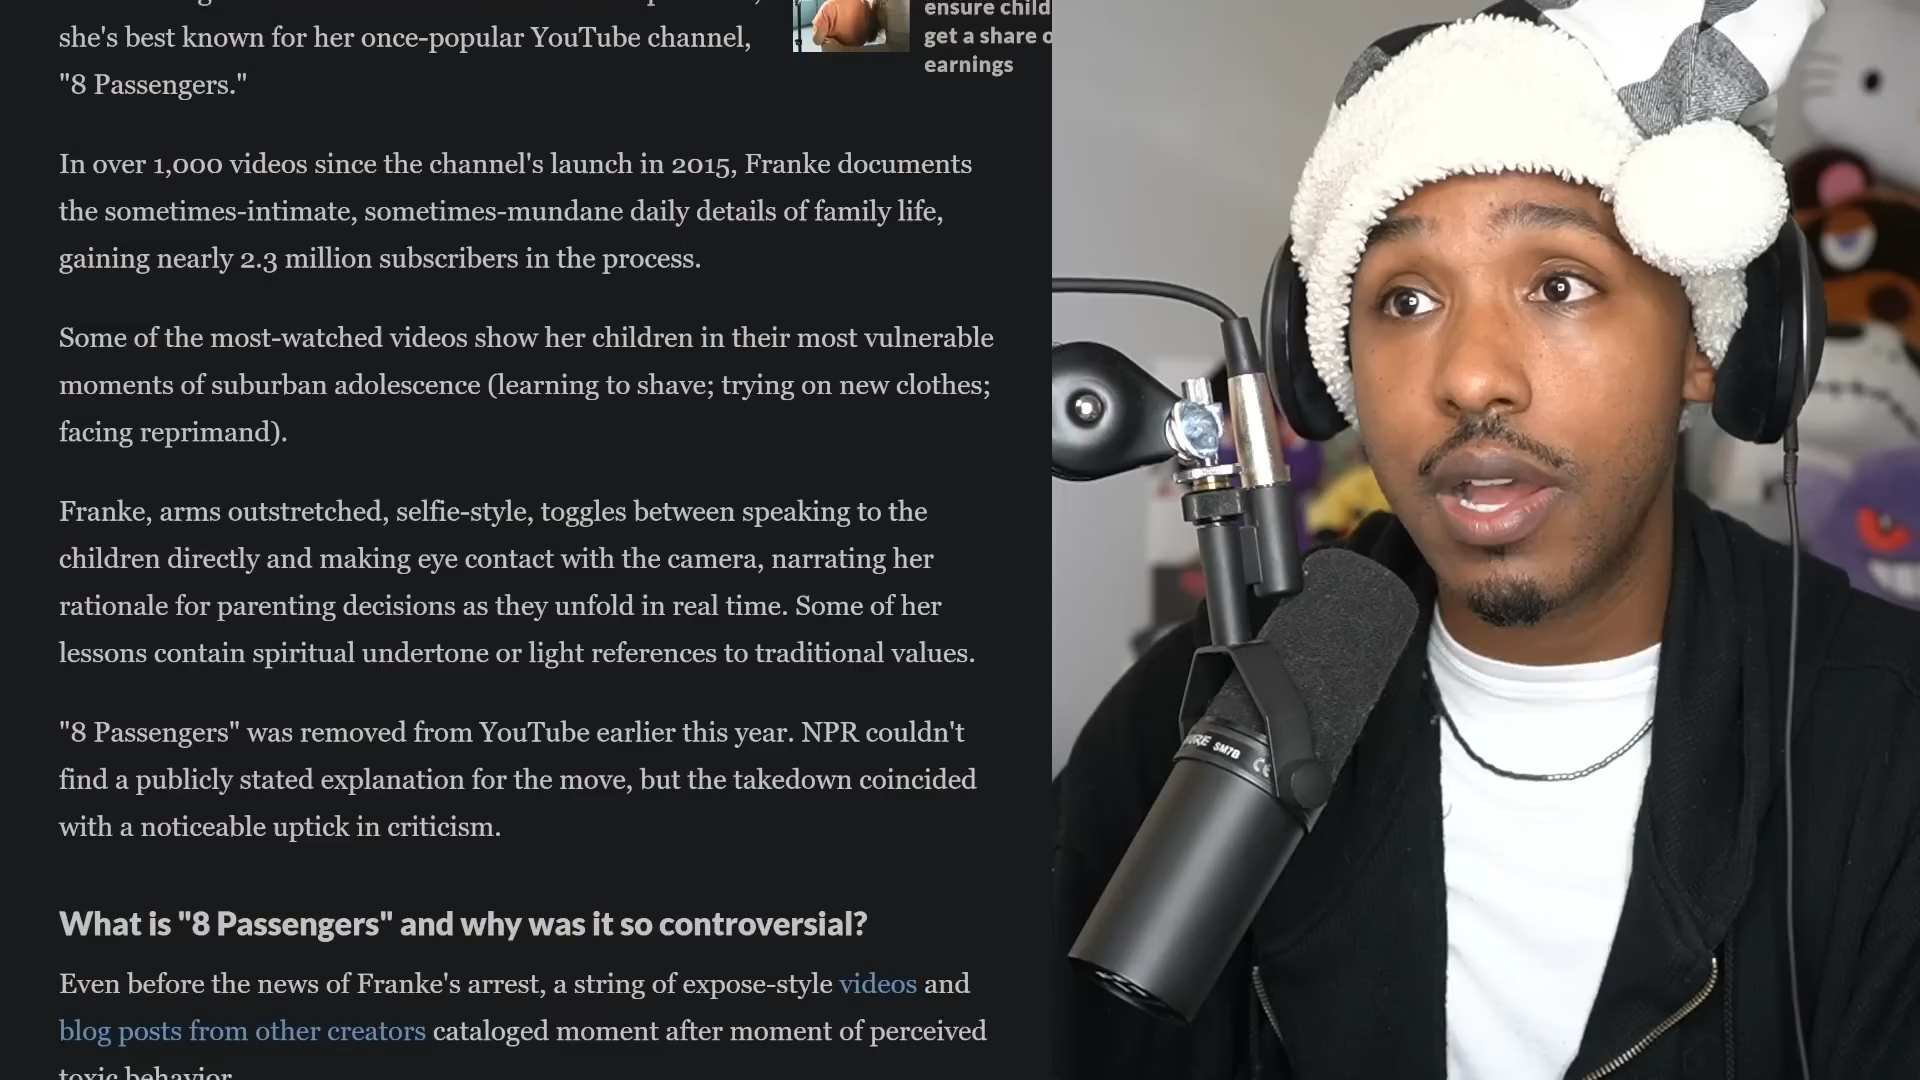 she's best known for her once-popular YouTube channel,
"8 Passengers."
ensure child
get a share o
earnings
In over 1,000 videos since the channel's launch in 2015, Franke documents
the sometimes-intimate, sometimes-mundane daily details of family life,
gaining nearly 2.3 million subscribers in the process.
Some of the most-watched videos show her children in their most vulnerable
moments of suburban adolescence (learning to shave; trying on new clothes;
facing reprimand).
Franke, arms outstretched, selfie-style, toggles between speaking to the
children directly and making eye contact with the camera, narrating her
rationale for parenting decisions as they unfold in real time. Some of her
lessons contain spiritual undertone or light references to traditional values.
"8 Passengers" was removed from YouTube earlier this year. NPR couldn't
find a publicly stated explanation for the move, but the takedown coincided
with a noticeable uptick in criticism.
What is "8 Passengers" and why was it so controversial?
Even before the news of Franke's arrest, a string of expose-style videos and
blog posts from other creators cataloged moment after moment of perceived
toxic behavior.
SM7B